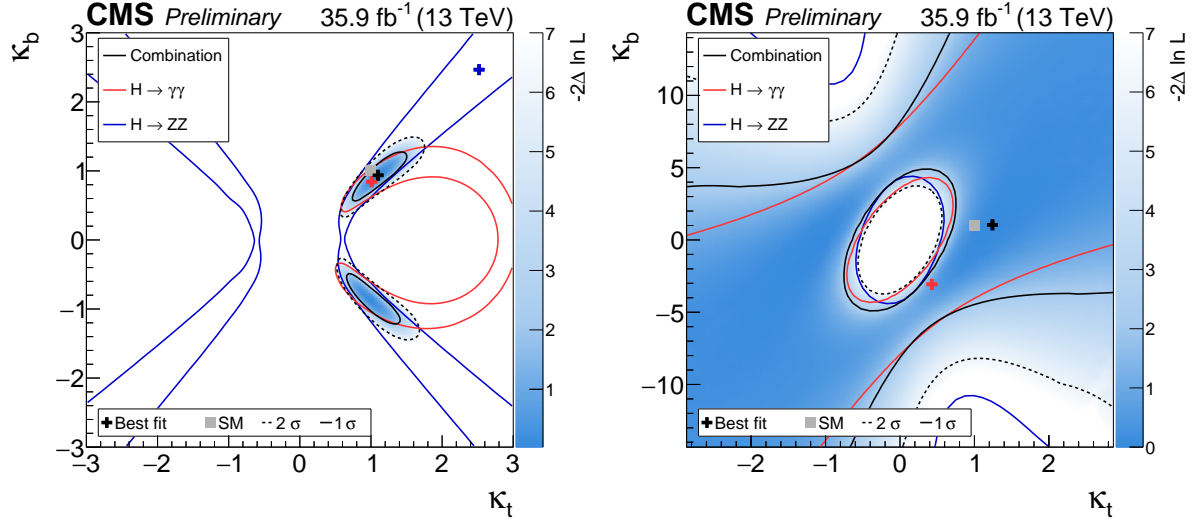 CMS Preliminary 35.9 fb⁻¹ (13 TeV)
κb
3
2
1
0
−1
−2
−3
−3 −2 −1 0 1 2 3
κt
Combination
H → γγ
H → ZZ
Best fit SM 2 σ 1 σ
7
6
5
4
3
2
1
-2Δ ln L
CMS Preliminary 35.9 fb⁻¹ (13 TeV)
κb
10
5
0
−5
−10
−2 −1 0 1 2
κt
Combination
H → γγ
H → ZZ
Best fit SM 2 σ 1 σ
7
6
5
4
3
2
1
0
-2Δ ln L